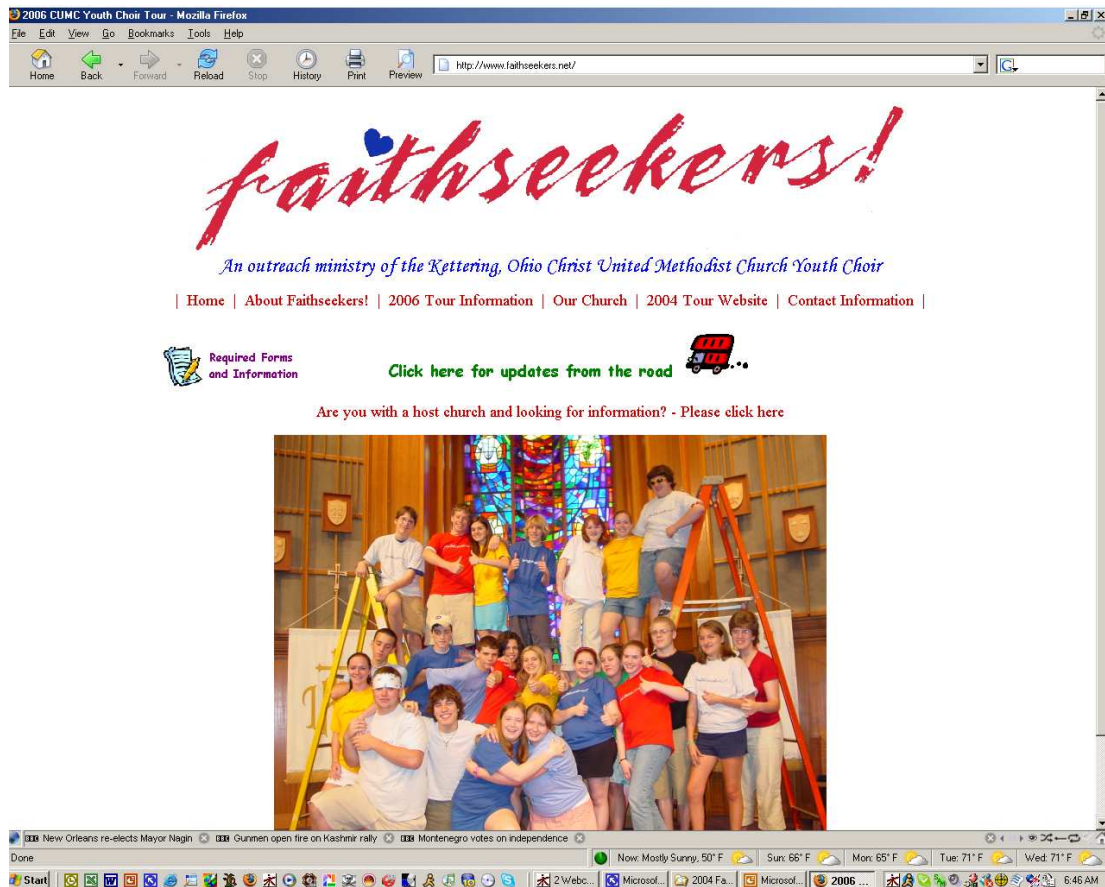 2006 CUMC Youth Choir Tour - Mozilla Firefox
File Edit View Go Bookmarks Tools Help
Home Back Forward Reload Stop History Print Preview http://www.faithseekers.net/ G
faithseekers!
An outreach ministry of the Kettering, Ohio Christ United Methodist Church Youth Choir
| Home | About Faithseekers! | 2006 Tour Information | Our Church | 2004 Tour Website | Contact Information |
Required Forms
and Information
Click here for updates from the road
Are you with a host church and looking for information? - Please click here
New Orleans re-elects Mayor Nagin BBC Gunmen open fire on Kashmir rally BBC Montenegro votes on independence
Done Now: Mostly Sunny, 50° F Sun: 66° F Mon: 65° F Tue: 71° F Wed: 71° F
Start 2 Webc... Microsof... 2004 Fa... Microsof... 2006 ... 6:46 AM